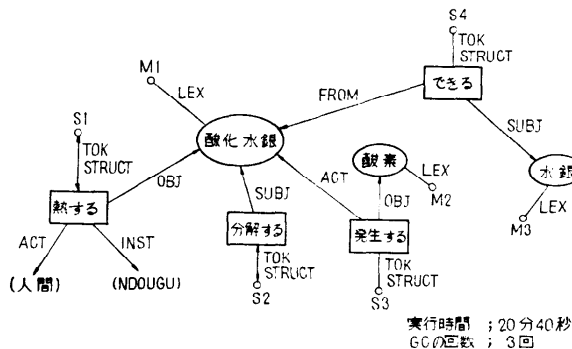 S4
TOK
STRUCT
M1
できる
LEX
FROM
S1
SUBJ
酸化水銀
TOK
STRUCT
酸素
ACT
LEX
水銀
OBJ
M2
SUBJ
OBJ
LEX
熱する
分解する
発生する
M3
ACT
INST
TOK
STRUCT
TOK
STRUCT
(人間)
(NDOUGU)
S2
S3
実行時間 ; 20分40秒
GCの回数 ; 3回